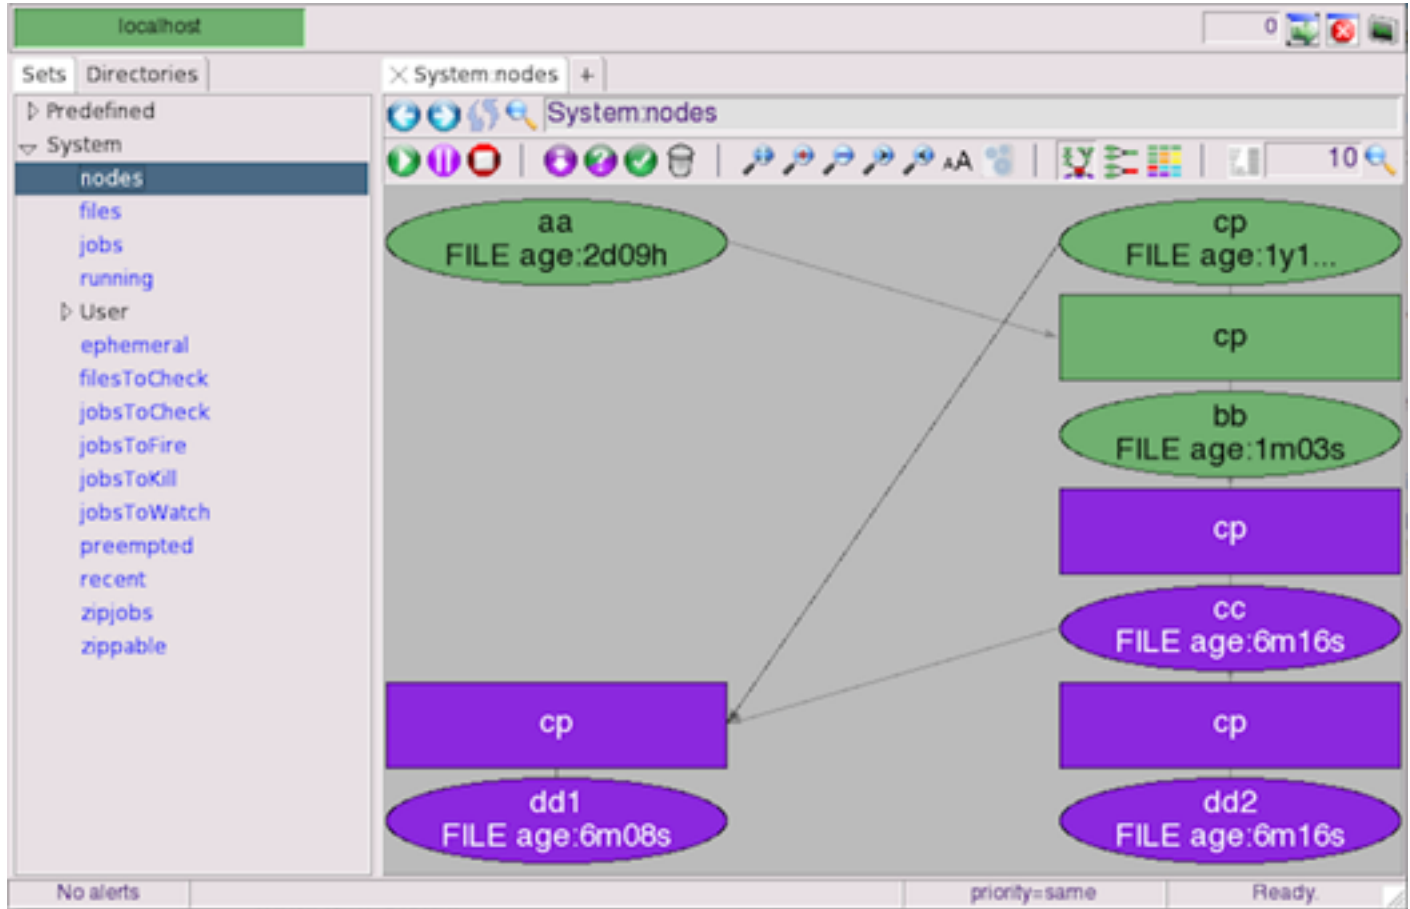 localhost
0
Sets
Directories
System:nodes
+
Predefined
System
nodes
files
jobs
running
User
ephemeral
filesToCheck
jobsToCheck
jobsToFire
jobsToKill
jobsToWatch
preempted
recent
zipjobs
zippable
System:nodes
AA
10
aa
FILE age:2d09h
cp
FILE age:1y1...
cp
bb
FILE age:1m03s
cp
cc
FILE age:6m16s
cp
cp
dd1
FILE age:6m08s
dd2
FILE age:6m16s
No alerts
priority=same
Ready.